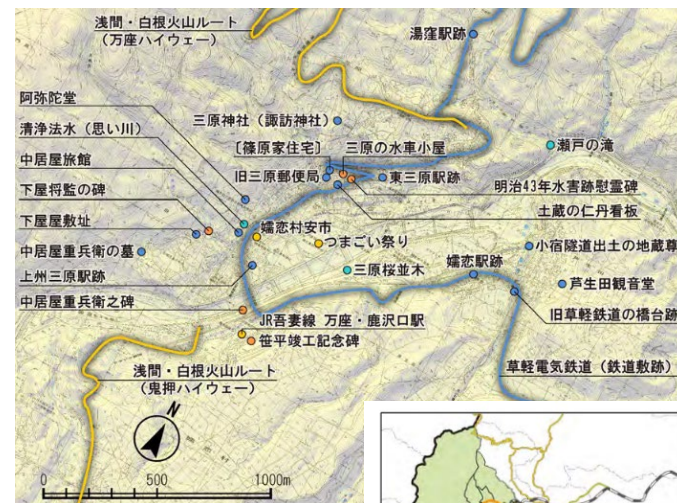 浅間・白根火山ルート
（万座ハイウェー）
湯窪駅跡
阿弥陀堂
三原神社（諏訪神社）
清浄法水（思い川）
〔篠原家住宅〕
三原の水車小屋
瀬戸の滝
中居屋旅館
旧三原郵便局
東三原駅跡
明治43年水害跡慰霊碑
下屋将監の碑
土蔵の仁丹看板
下屋屋敷址
嬬恋村安市
つまごい祭り
中居屋重兵衛の墓
嬬恋駅跡
小宿隧道出土の地蔵尊
上州三原駅跡
三原桜並木
芦生田観音堂
中居屋重兵衛之碑
旧草軽鉄道の橋台跡
JR吾妻線 万座・鹿沢口駅
笹平竣工記念碑
浅間・白根火山ルート
（鬼押ハイウェー）
草軽電気鉄道（鉄道敷跡）
N
0
500
1000m